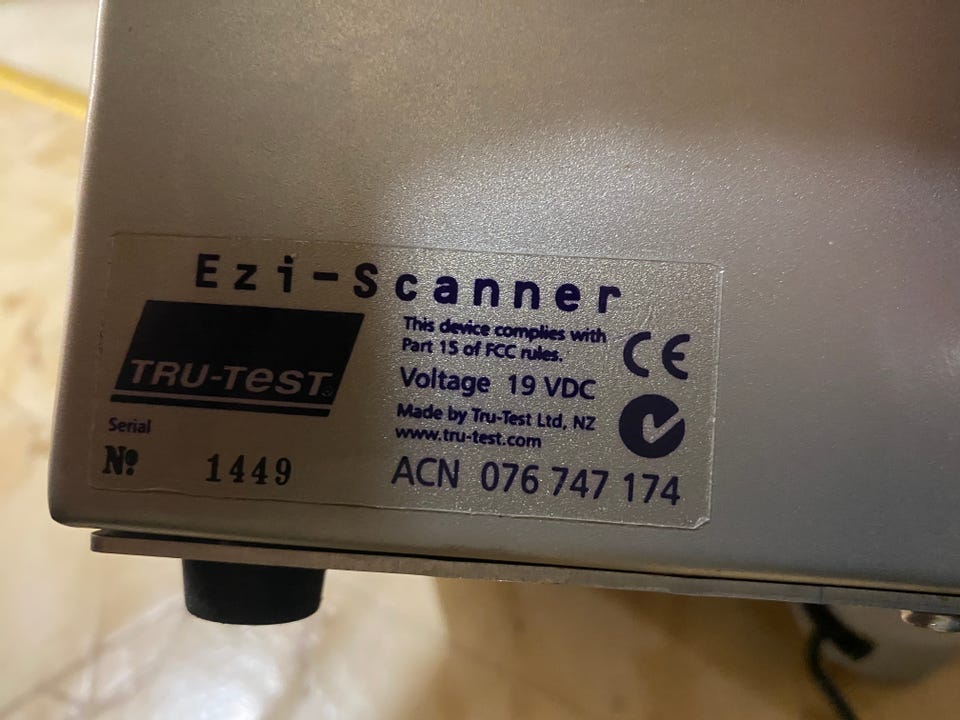 Ezi-Scanner
TRU-TEST
This device complies with
Part 15 of FCC rules.
Voltage 19 VDC
Made by Tru-Test Ltd, NZ
www.tru-test.com
CE
Serial
Nº 1449
ACN 076 747 174